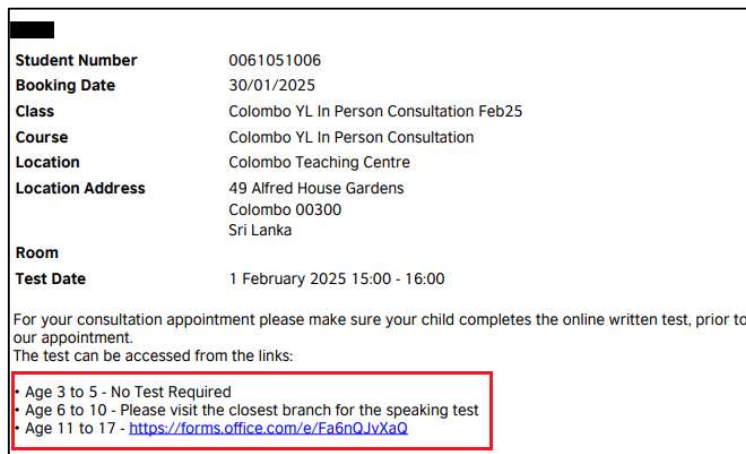 Student Number 0061051006
Booking Date 30/01/2025
Class Colombo YL In Person Consultation Feb25
Course Colombo YL In Person Consultation
Location Colombo Teaching Centre
Location Address 49 Alfred House Gardens
Colombo 00300
Sri Lanka
Room
Test Date 1 February 2025 15:00 - 16:00
For your consultation appointment please make sure your child completes the online written test, prior to
our appointment.
The test can be accessed from the links:
• Age 3 to 5 - No Test Required
• Age 6 to 10 - Please visit the closest branch for the speaking test
• Age 11 to 17 - https://forms.office.com/e/Fa6nQJvXaQ